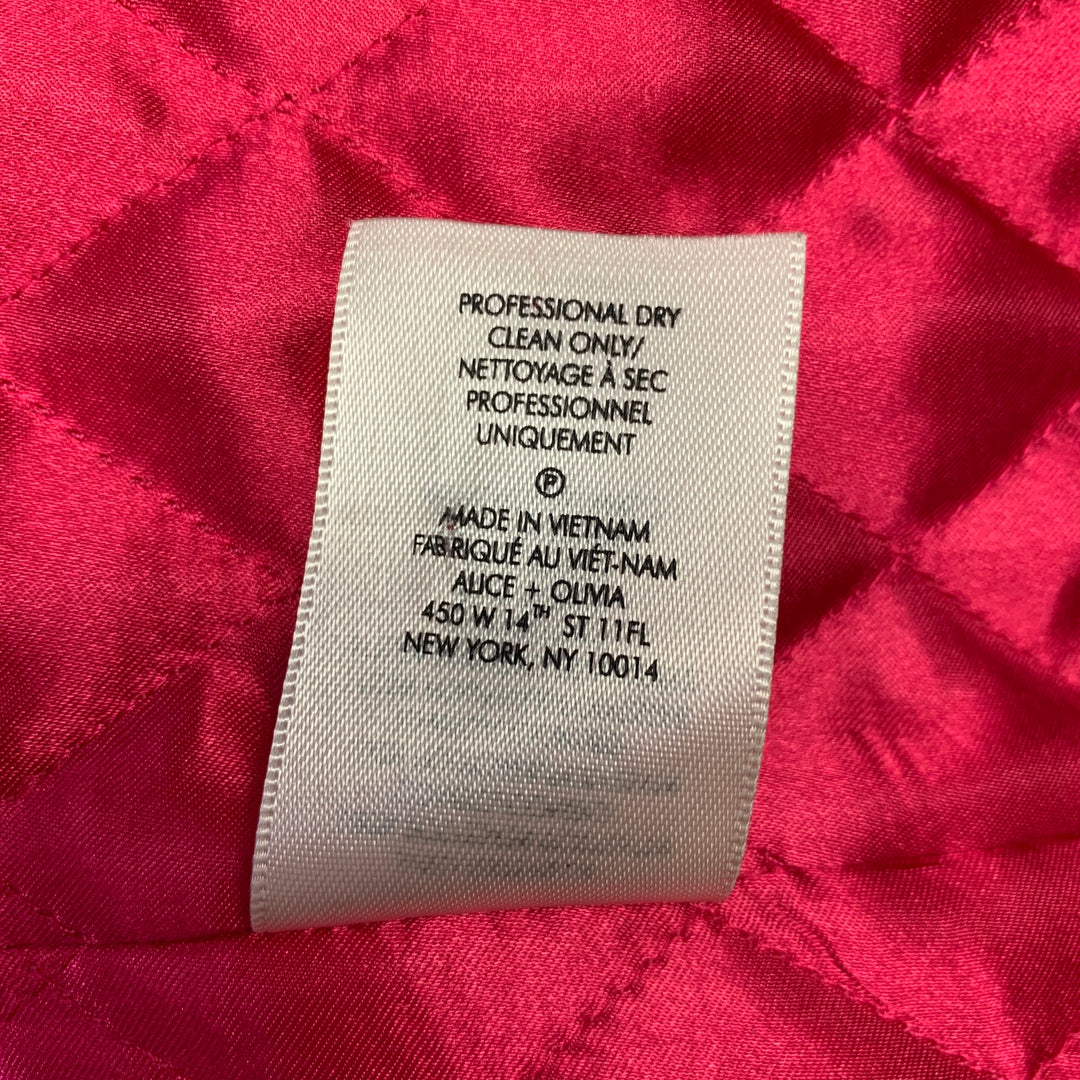 PROFESSIONAL DRY
CLEAN ONLY/
NETTOYAGE À SEC
PROFESSIONNEL
UNIQUEMENT
Ⓟ
MADE IN VIETNAM
FABRIQUÉ AU VIÊT-NAM
ALICE + OLIVIA
450 W 14TH ST 11FL
NEW YORK, NY 10014